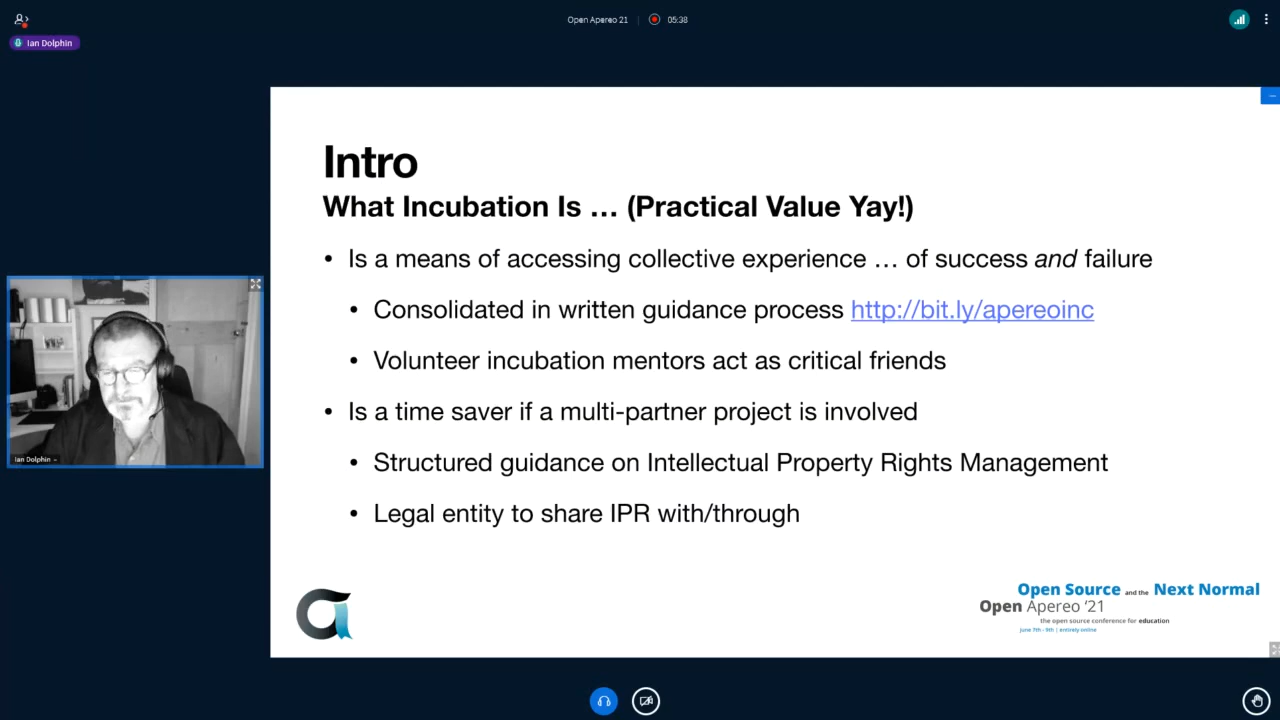 Open Apereo 21
05:38
Ian Dolphin
Intro
What Incubation Is … (Practical Value Yay!)
• Is a means of accessing collective experience … of success and failure
• Consolidated in written guidance process http://bit.ly/apereoinc
• Volunteer incubation mentors act as critical friends
• Is a time saver if a multi-partner project is involved
• Structured guidance on Intellectual Property Rights Management
• Legal entity to share IPR with/through
Ian Dolphin
Open Source and the Next Normal
Open Apereo '21
the open source conference for education
June 7th - 9th | entirely online